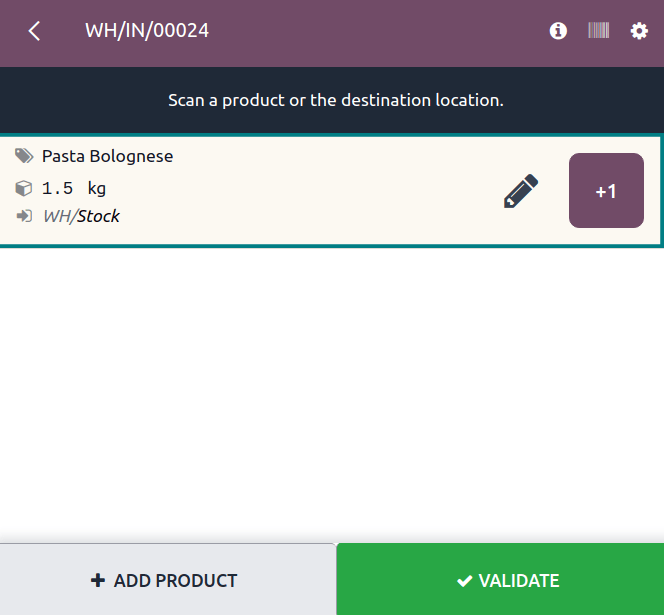 WH/IN/00024
Scan a product or the destination location.
Pasta Bolognese
1.5 kg
WH/Stock
+1
ADD PRODUCT
VALIDATE